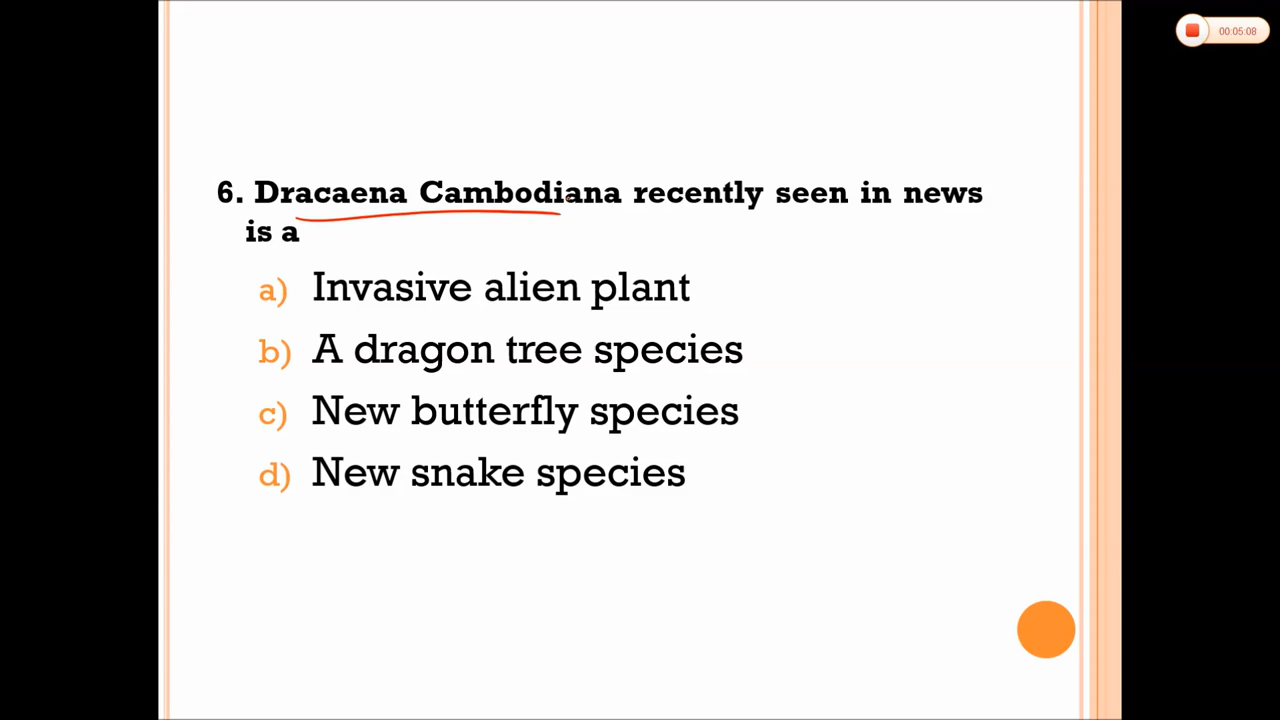 00:05:08
6. Dracaena Cambodiana recently seen in news
is a
a) Invasive alien plant
b) A dragon tree species
c) New butterfly species
d) New snake species